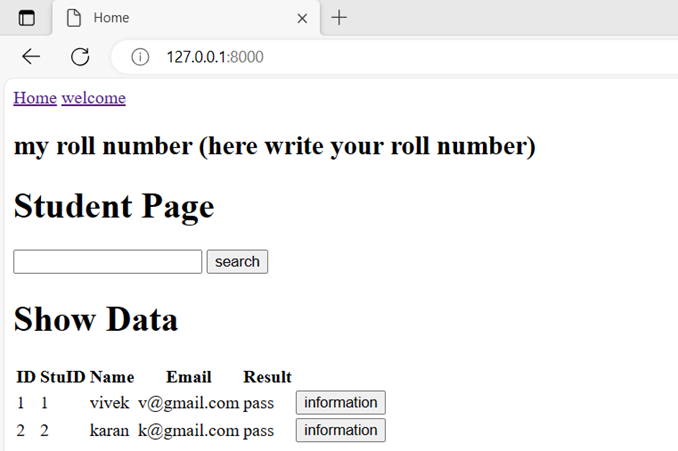 Home
127.0.0.1:8000
Home welcome
my roll number (here write your roll number)
Student Page
search
Show Data
ID StuID Name Email Result
1 1 vivek v@gmail.com pass information
2 2 karan k@gmail.com pass information